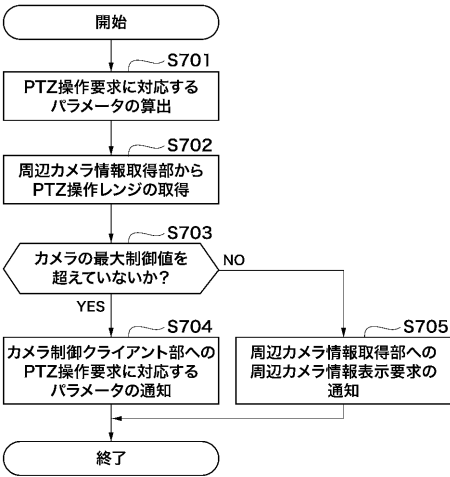 開始
S701
PTZ操作要求に対応する
パラメータの算出
S702
周辺カメラ情報取得部から
PTZ操作レンジの取得
S703
カメラの最大制御値を
超えていないか？
NO
YES
S704
カメラ制御クライアント部への
PTZ操作要求に対応する
パラメータの通知
S705
周辺カメラ情報取得部への
周辺カメラ情報表示要求の
通知
終了